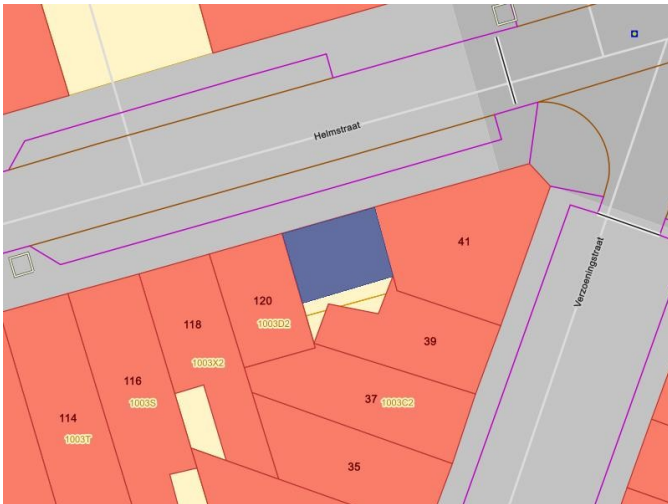 Helmstraat
41
Verzoeningstraat
120
1003D2
118
39
1003X2
116
37 1003C2
1003S
114
1003T
35